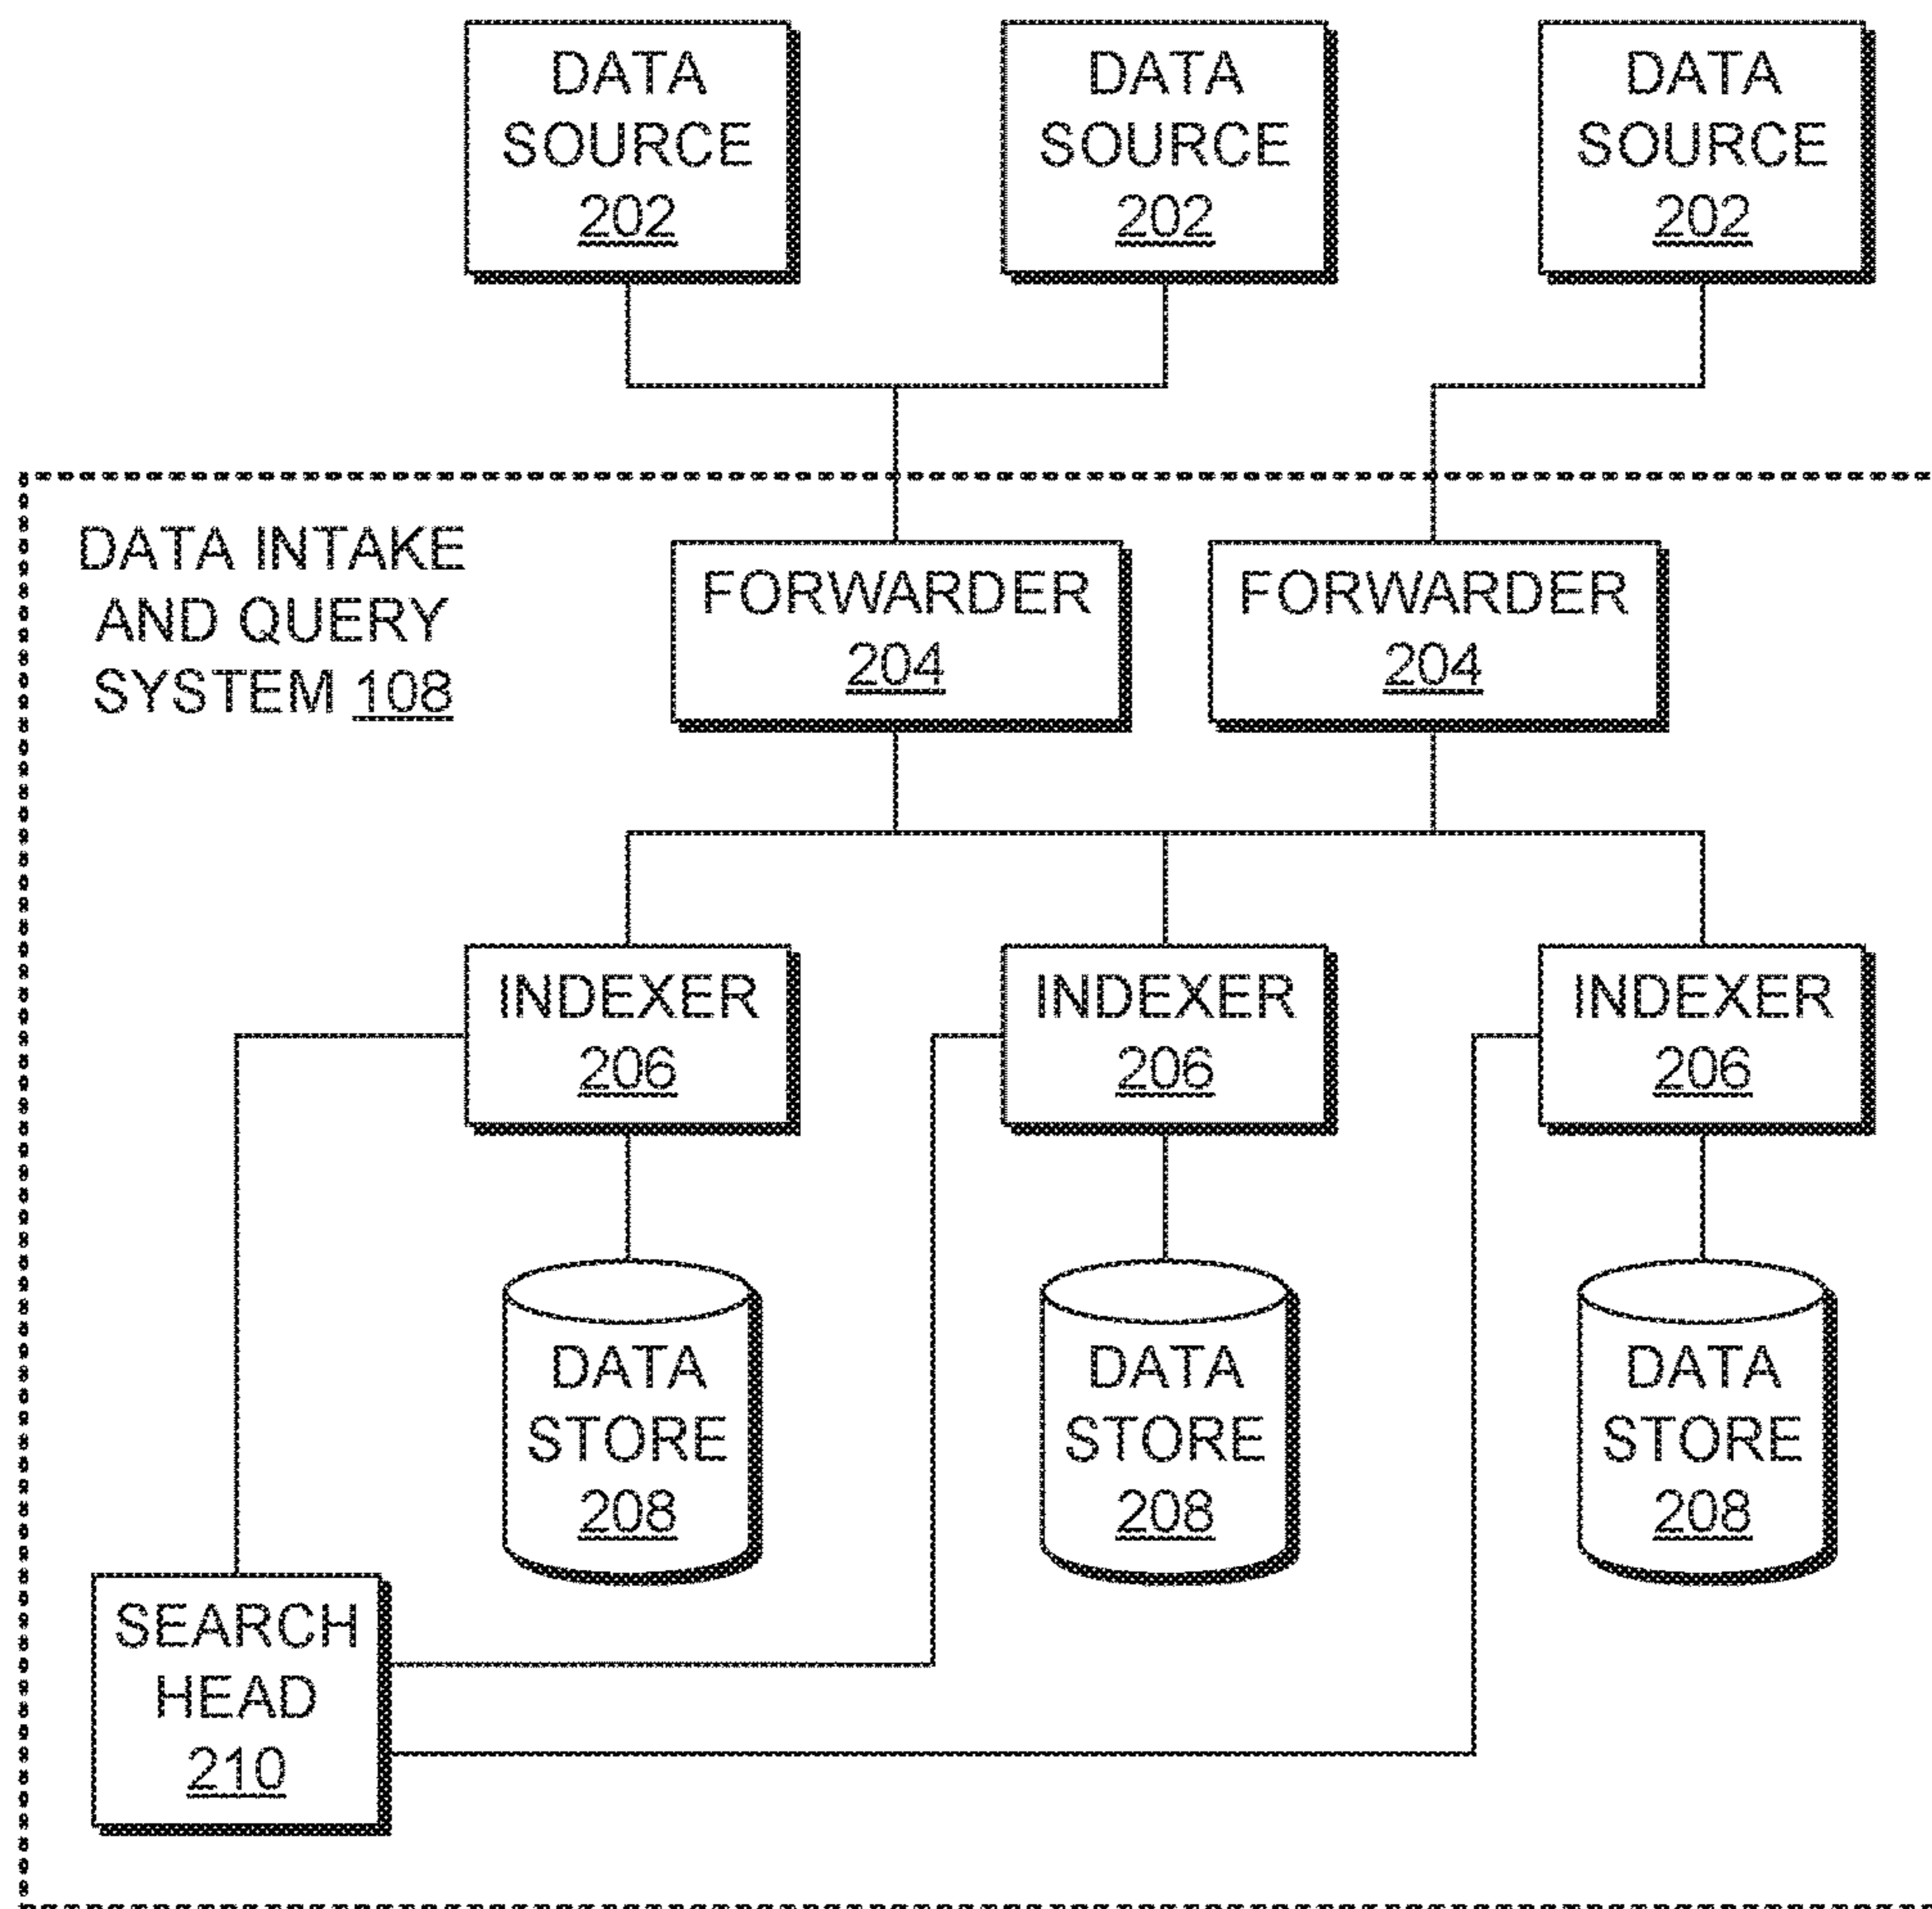 DATA
SOURCE
202
DATA
SOURCE
202
DATA
SOURCE
202
DATA INTAKE
AND QUERY
SYSTEM 108
FORWARDER
204
FORWARDER
204
INDEXER
206
INDEXER
206
INDEXER
206
DATA
STORE
208
DATA
STORE
208
DATA
STORE
208
SEARCH
HEAD
210